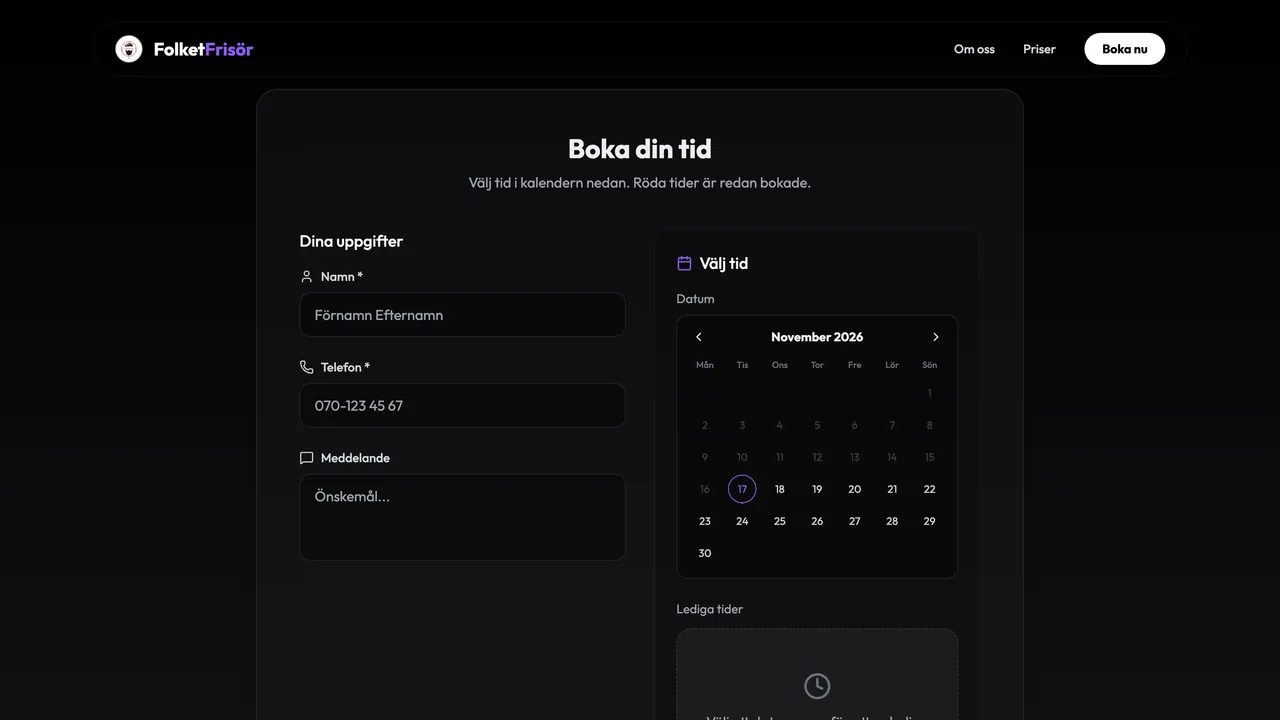 FolketFrisör
Om oss
Priser
Boka nu
Boka din tid
Välj tid i kalendern nedan. Röda tider är redan bokade.
Dina uppgifter
Namn *
Förnamn Efternamn
Telefon *
070-123 45 67
Meddelande
Önskemål...
Välj tid
Datum
November 2026
Mån Tis Ons Tor Fre Lör Sön
1
2 3 4 5 6 7 8
9 10 11 12 13 14 15
16 17 18 19 20 21 22
23 24 25 26 27 28 29
30
Lediga tider